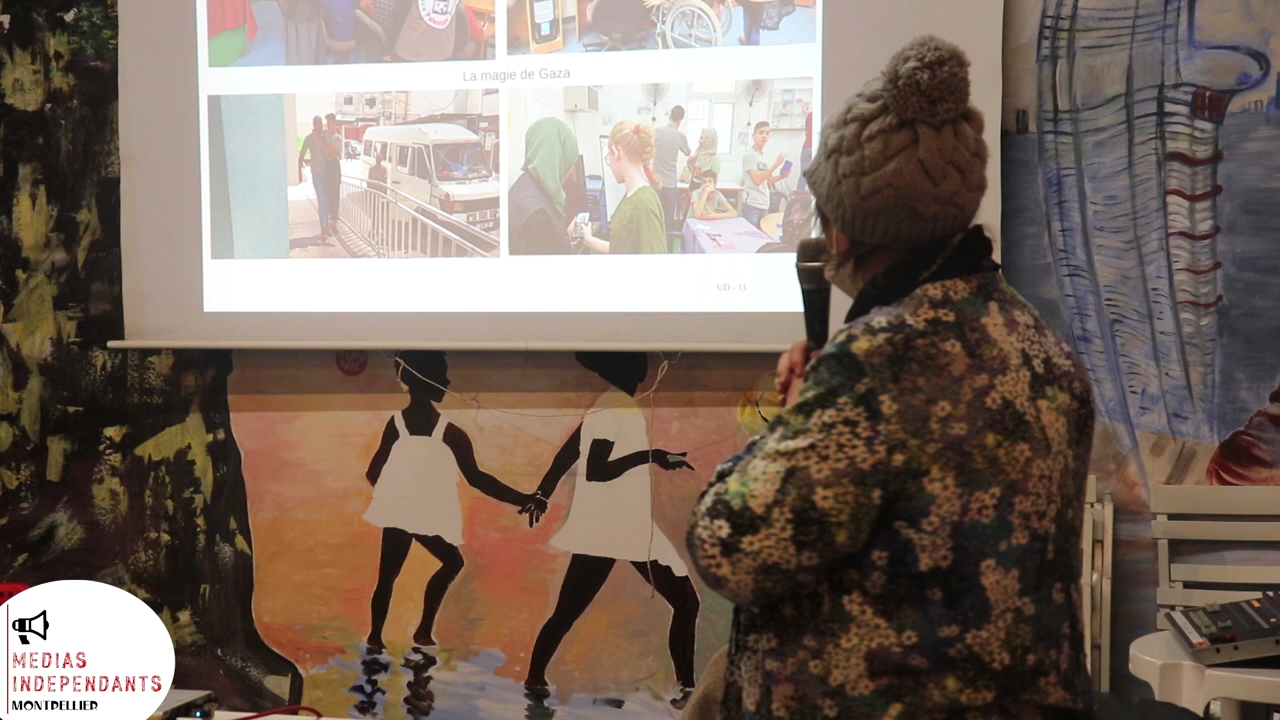 La magie de Gaza
UD - 11
MEDIAS
INDEPENDANTS
MONTPELLIER